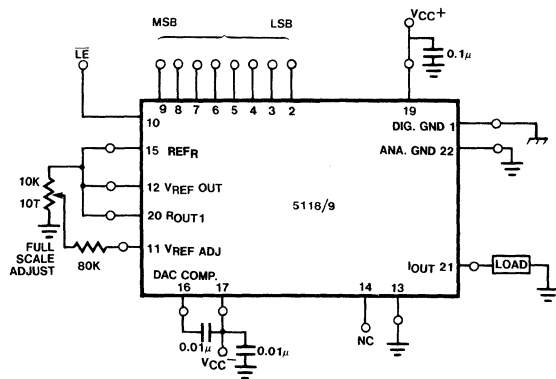 VCC+
MSB
LSB
LE
0.1µ
9 8 7 6 5 4 3 2
19
10
DIG. GND 1
15 REFR
ANA. GND 22
10K
10T
12 VREF OUT
20 ROUT1
5118/9
FULL
SCALE
ADJUST
80K
11 VREF ADJ
IOUT 21
LOAD
DAC COMP.
16 17
14 13
0.01µ
VCC−
0.01µ
NC